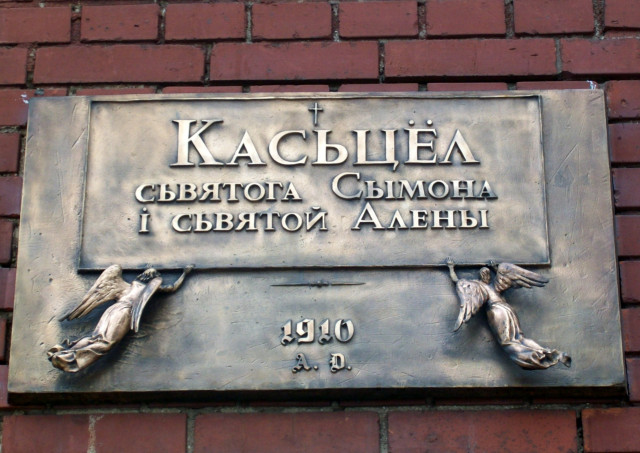 Касьцёл
сьвятога Сымона
і сьвятой Алены
1910
A. D.